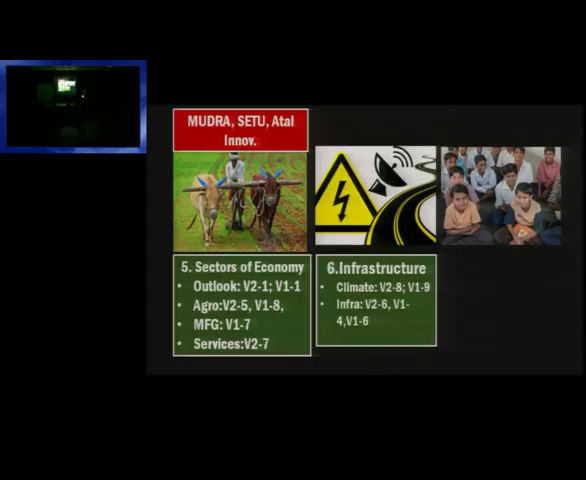 MUDRA, SETU, Atal
Innov.
5. Sectors of Economy
• Outlook: V2-1; V1-1
• Agro:V2-5, V1-8,
• MFG: V1-7
• Services:V2-7
6.Infrastructure
• Climate: V2-8; V1-9
• Infra: V2-6, V1-
4,V1-6